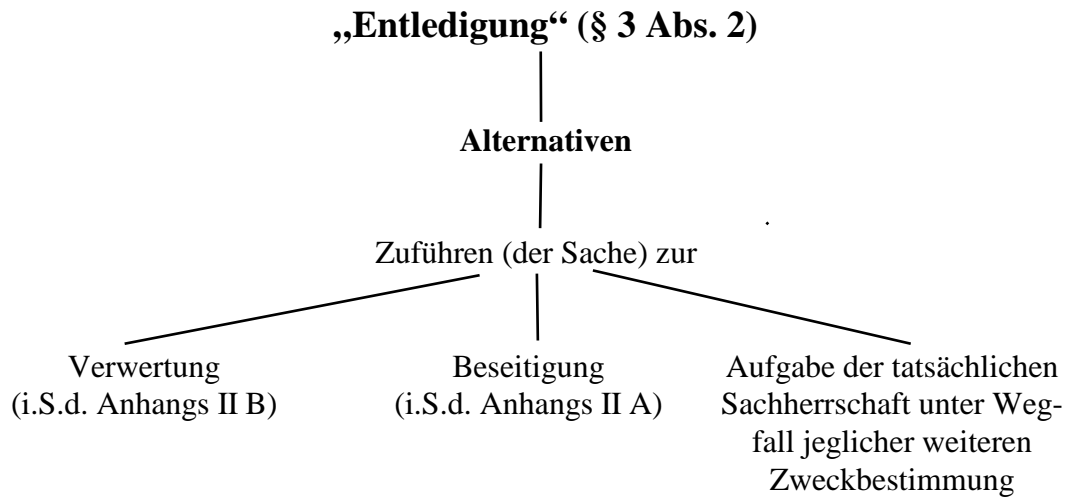 „Entledigung“ (§ 3 Abs. 2)
Alternativen
Zuführen (der Sache) zur
Verwertung
(i.S.d. Anhangs II B)
Beseitigung
(i.S.d. Anhangs II A)
Aufgabe der tatsächlichen
Sachherrschaft unter Weg-
fall jeglicher weiteren
Zweckbestimmung